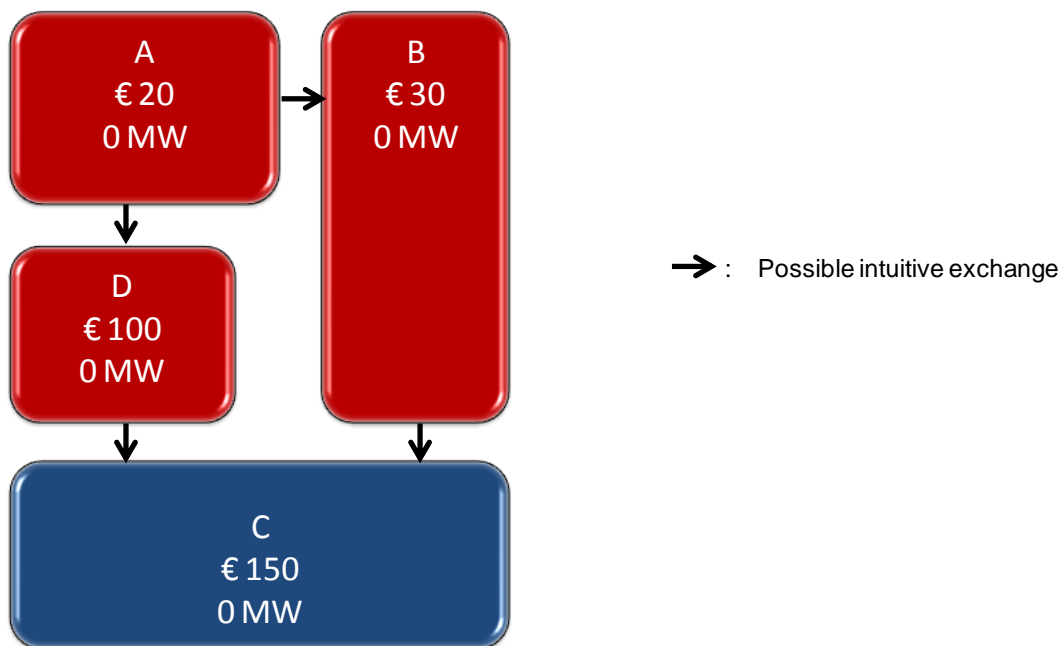 A
€ 20
0 MW
B
€ 30
0 MW
D
€ 100
0 MW
: Possible intuitive exchange
C
€ 150
0 MW